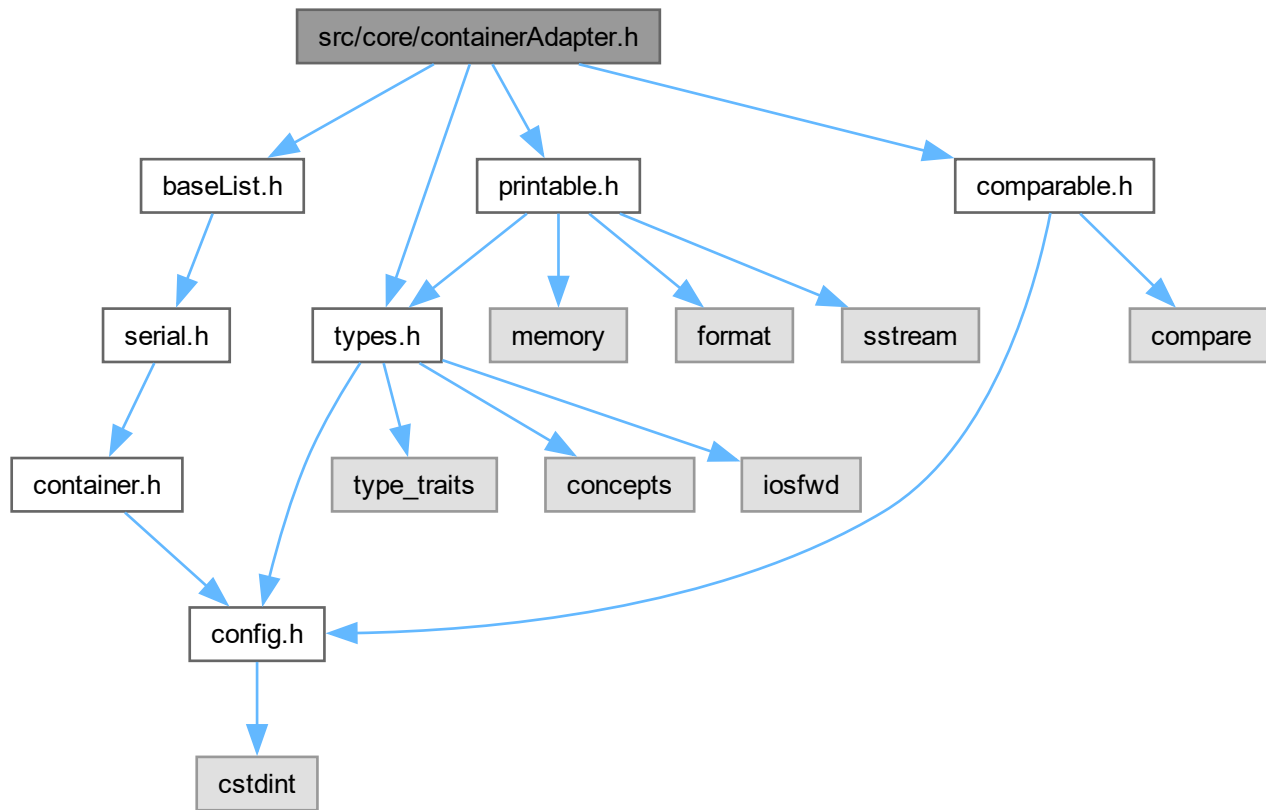 src/core/containerAdapter.h
baseList.h
printable.h
comparable.h
serial.h
types.h
memory
format
sstream
compare
container.h
type_traits
concepts
iosfwd
config.h
cstdint